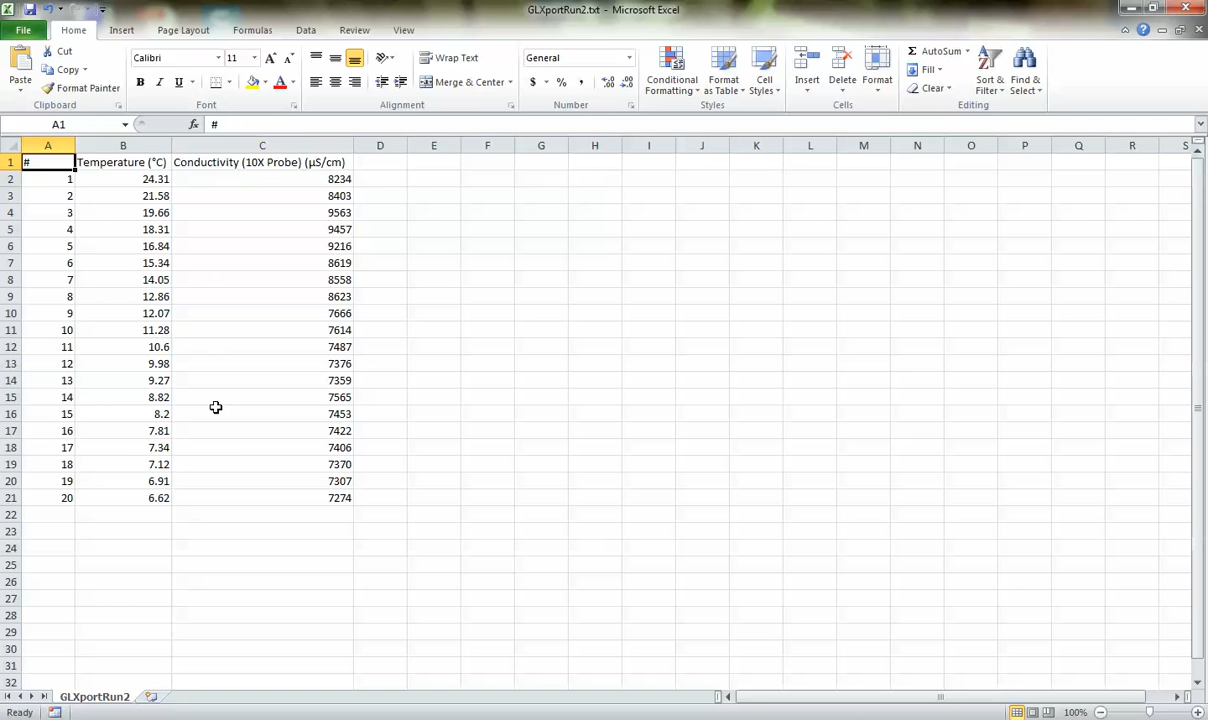 GLXportRun2.txt - Microsoft Excel
File Home Insert Page Layout Formulas Data Review View
Paste
Cut
Copy
Format Painter
Clipboard
Calibri 11
B I U
Font
Wrap Text
Merge & Center
Alignment
General
$ % ,
Number
Conditional Formatting
Format as Table
Cell Styles
Styles
Insert
Delete
Format
Cells
Σ AutoSum
Fill
Clear
Sort & Filter
Find & Select
Editing
A1 fx #
A B C D E F G H I J K L M N O P Q R S
1 # Temperature (°C) Conductivity (10X Probe) (µS/cm)
2 1 24.31 8234
3 2 21.58 8403
4 3 19.66 9563
5 4 18.31 9457
6 5 16.84 9216
7 6 15.34 8619
8 7 14.05 8558
9 8 12.86 8623
10 9 12.07 7666
11 10 11.28 7614
12 11 10.6 7487
13 12 9.98 7376
14 13 9.27 7359
15 14 8.82 7565
16 15 8.2 7453
17 16 7.81 7422
18 17 7.34 7406
19 18 7.12 7370
20 19 6.91 7307
21 20 6.62 7274
22
23
24
25
26
27
28
29
30
31
32
GLXportRun2
Ready 100%